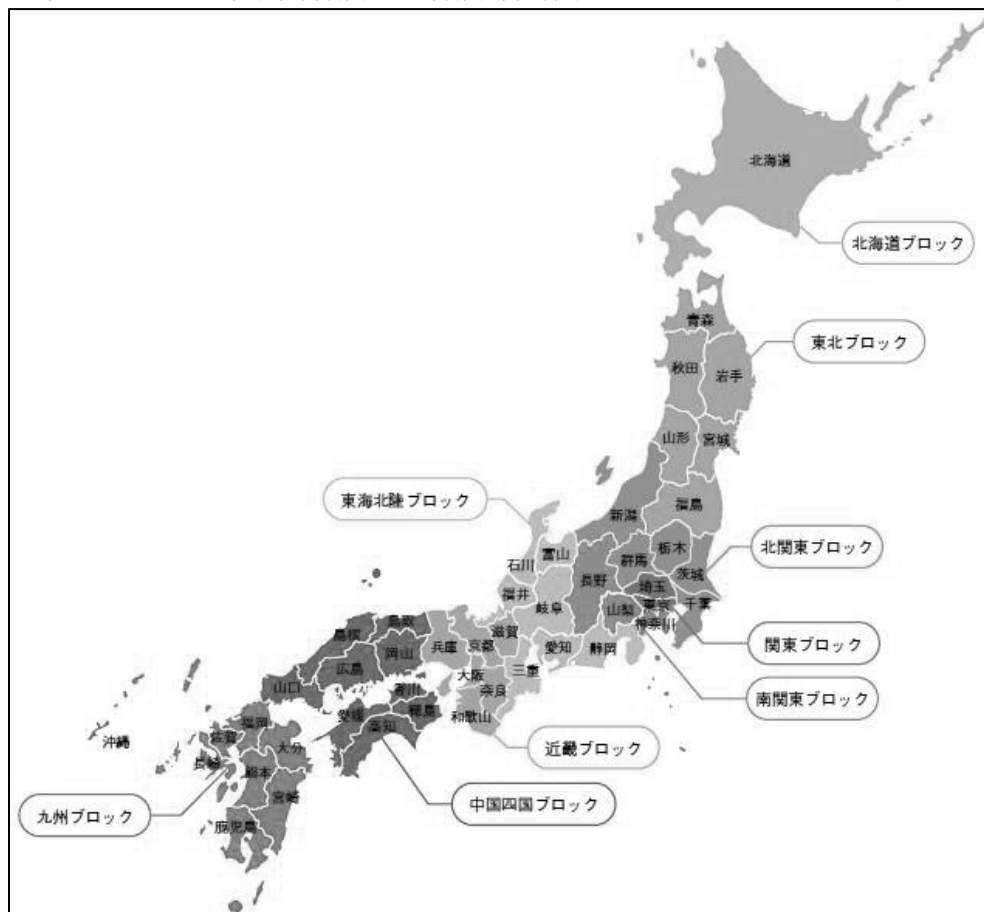 北海道
北海道ブロック
青森
東北ブロック
秋田
岩手
山形
宮城
東海北陸ブロック
新潟
福島
富山
石川
群馬
栃木
北関東ブロック
茨城
長野
福井
岐阜
埼玉
山梨
東京
千葉
神奈川
鳥取
島根
兵庫
京都
滋賀
愛知
静岡
関東ブロック
岡山
広島
大阪
三重
山口
香川
奈良
南関東ブロック
愛媛
徳島
高知
和歌山
福岡
近畿ブロック
沖縄
佐賀
大分
長崎
熊本
宮崎
中国四国ブロック
九州ブロック
鹿児島